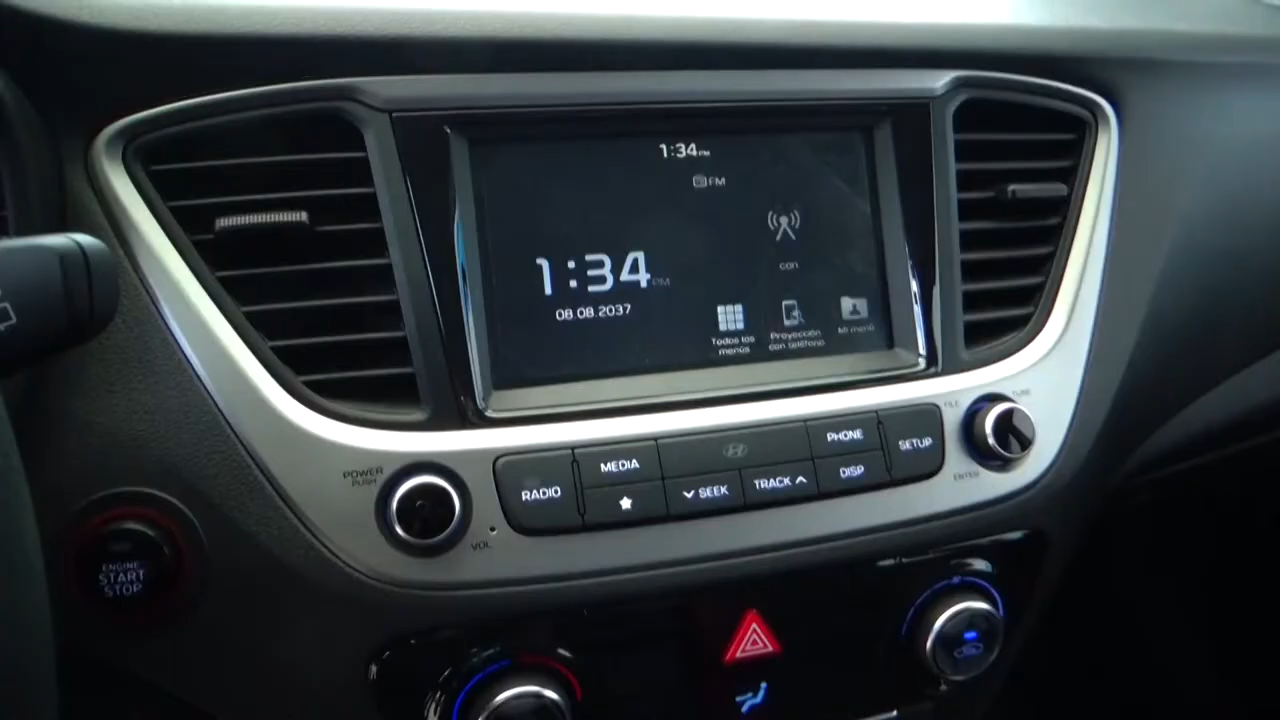 1:34 PM
FM
1:34 PM
08.08.2037
con
Todos los
menús
Proyección
con teléfono
Mi menú
POWER
PUSH
VOL
RADIO
MEDIA
SEEK
TRACK
PHONE
DISP
SETUP
FILE
TUNE
ENTER
ENGINE
START
STOP